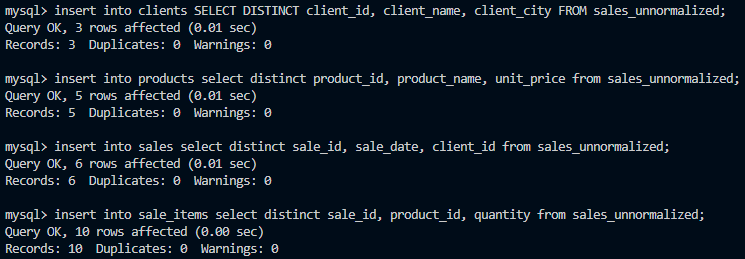 mysql> insert into clients SELECT DISTINCT client_id, client_name, client_city FROM sales_unnormalized;
Query OK, 3 rows affected (0.01 sec)
Records: 3  Duplicates: 0  Warnings: 0

mysql> insert into products select distinct product_id, product_name, unit_price from sales_unnormalized;
Query OK, 5 rows affected (0.01 sec)
Records: 5  Duplicates: 0  Warnings: 0

mysql> insert into sales select distinct sale_id, sale_date, client_id from sales_unnormalized;
Query OK, 6 rows affected (0.01 sec)
Records: 6  Duplicates: 0  Warnings: 0

mysql> insert into sale_items select distinct sale_id, product_id, quantity from sales_unnormalized;
Query OK, 10 rows affected (0.00 sec)
Records: 10  Duplicates: 0  Warnings: 0